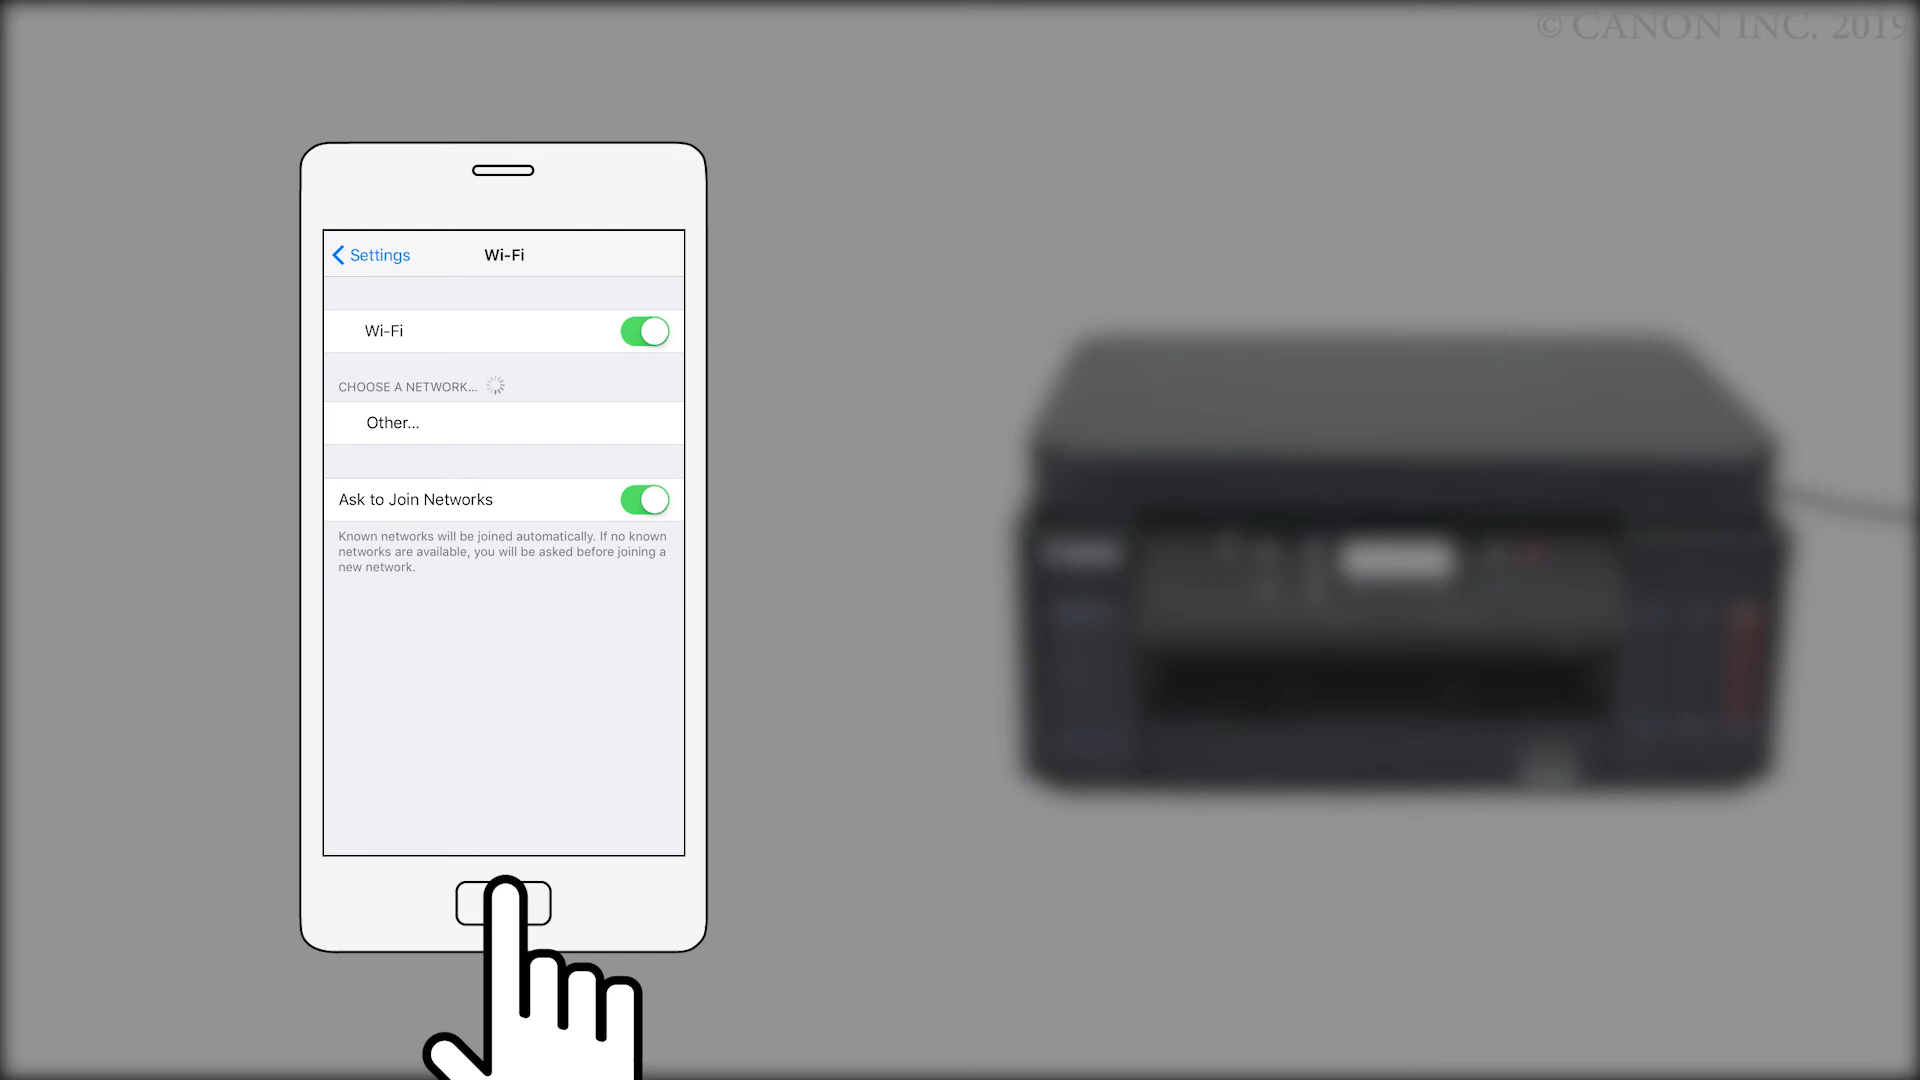 © CANON INC. 2019
Settings
Wi-Fi
Wi-Fi
CHOOSE A NETWORK...
Other...
Ask to Join Networks
Known networks will be joined automatically. If no known
networks are available, you will be asked before joining a
new network.